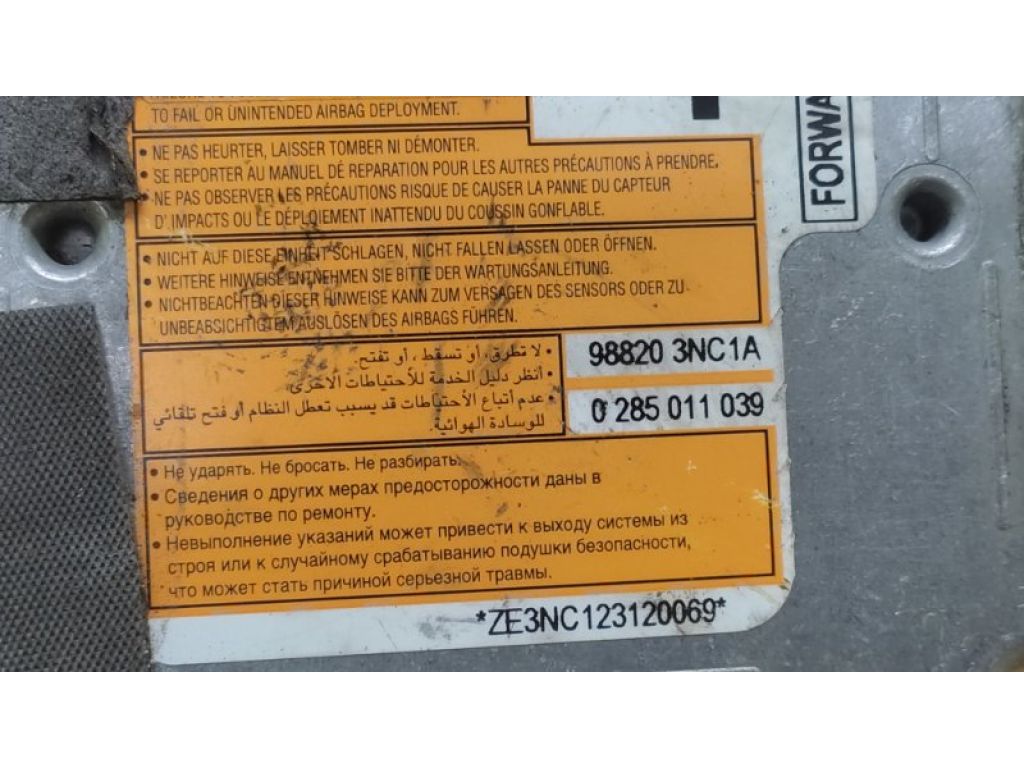 TO FAIL OR UNINTENDED AIRBAG DEPLOYMENT.
• NE PAS HEURTER, LAISSER TOMBER NI DÉMONTER.
• SE REPORTER AU MANUEL DE REPARATION POUR LES AUTRES PRÉCAUTIONS À PRENDRE.
• NE PAS OBSERVER LES PRÉCAUTIONS RISQUE DE CAUSER LA PANNE DU CAPTEUR
D'IMPACTS OU LE DÉPLOIEMENT INATTENDU DU COUSSIN GONFLABLE.
• NICHT AUF DIESE EINHEIT SCHLAGEN, NICHT FALLEN LASSEN ODER ÖFFNEN.
• WEITERE HINWEISE ENTNEHMEN SIE BITTE DER WARTUNGSANLEITUNG.
• NICHTBEACHTEN DIESER HINWEISE KANN ZUM VERSAGEN DES SENSORS ODER ZU
UNBEABSICHTIGTEM AUSLÖSEN DES AIRBAGS FÜHREN.
• لا تطرق، أو تسقط، أو تفتح.
• أنظر دليل الخدمة للأحتياطات الآخرى
• عدم أتباع الأحتياطات قد يسبب تعطل النظام أو فتح تلقائي
للوسادة الهوائية.
98820 3NC1A
0 285 011 039
• Не ударять. Не бросать. Не разбирать.
• Сведения о других мерах предосторожности даны в
руководстве по ремонту.
• Невыполнение указаний может привести к выходу системы из
строя или к случайному срабатыванию подушки безопасности,
что может стать причиной серьезной травмы.
*ZE3NC123120069*
FORWA